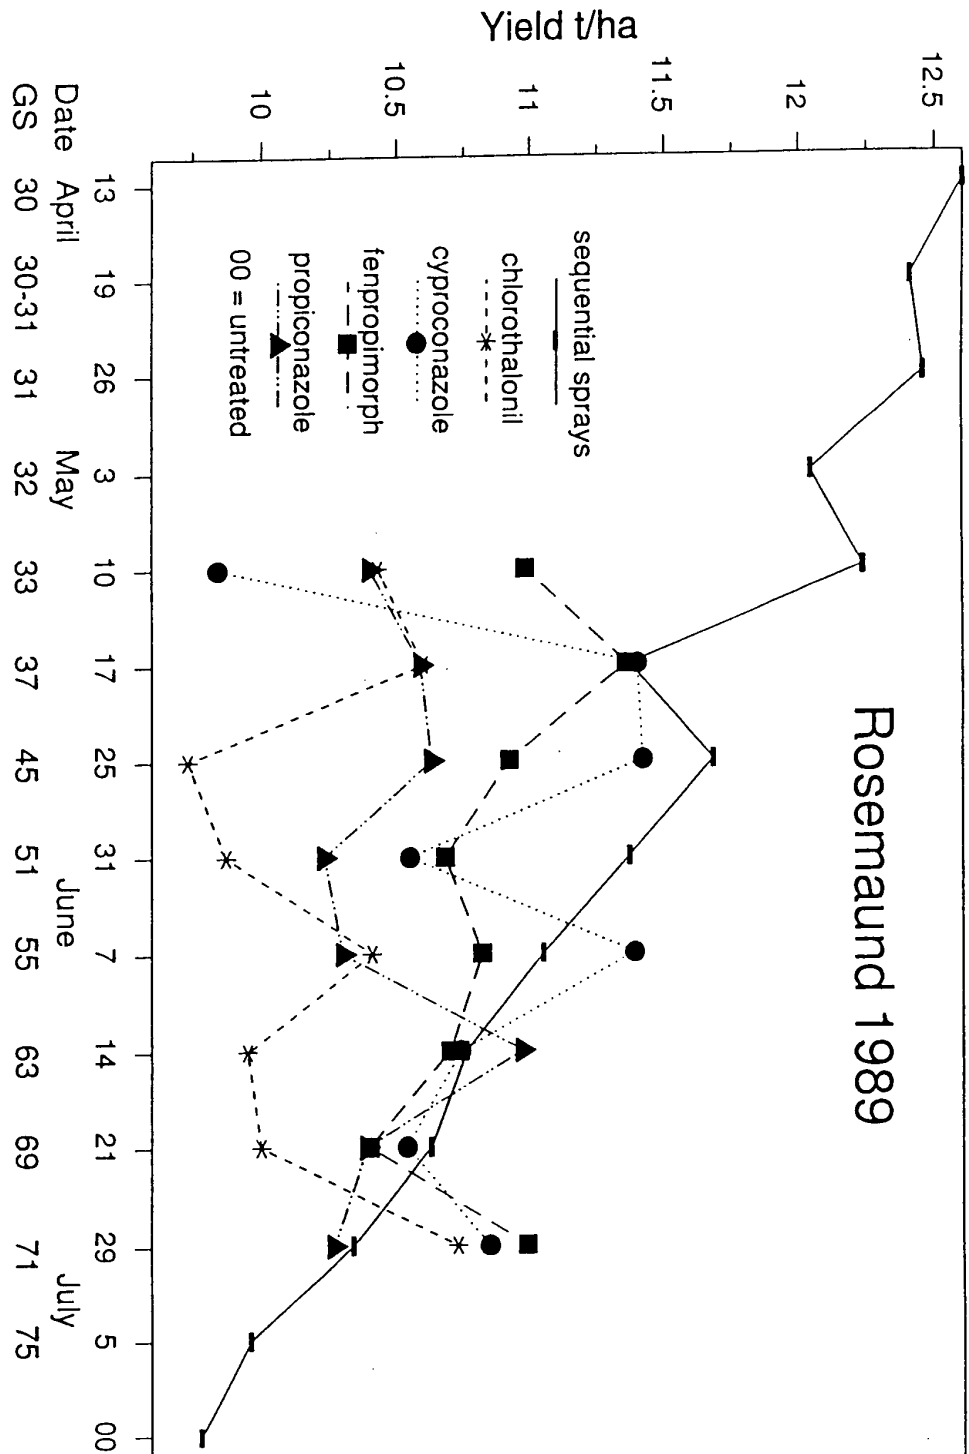 Rosemaund 1989
Yield t/ha
12.5
12
11.5
11
10.5
10
sequential sprays
chlorothalonil
cyproconazole
fenpropimorph
propiconazole
00 = untreated
13 19 26 3 10 17 25 31 7 14 21 29 5 00
Date April May June July
GS 30 30-31 31 32 33 37 45 51 55 63 69 71 75